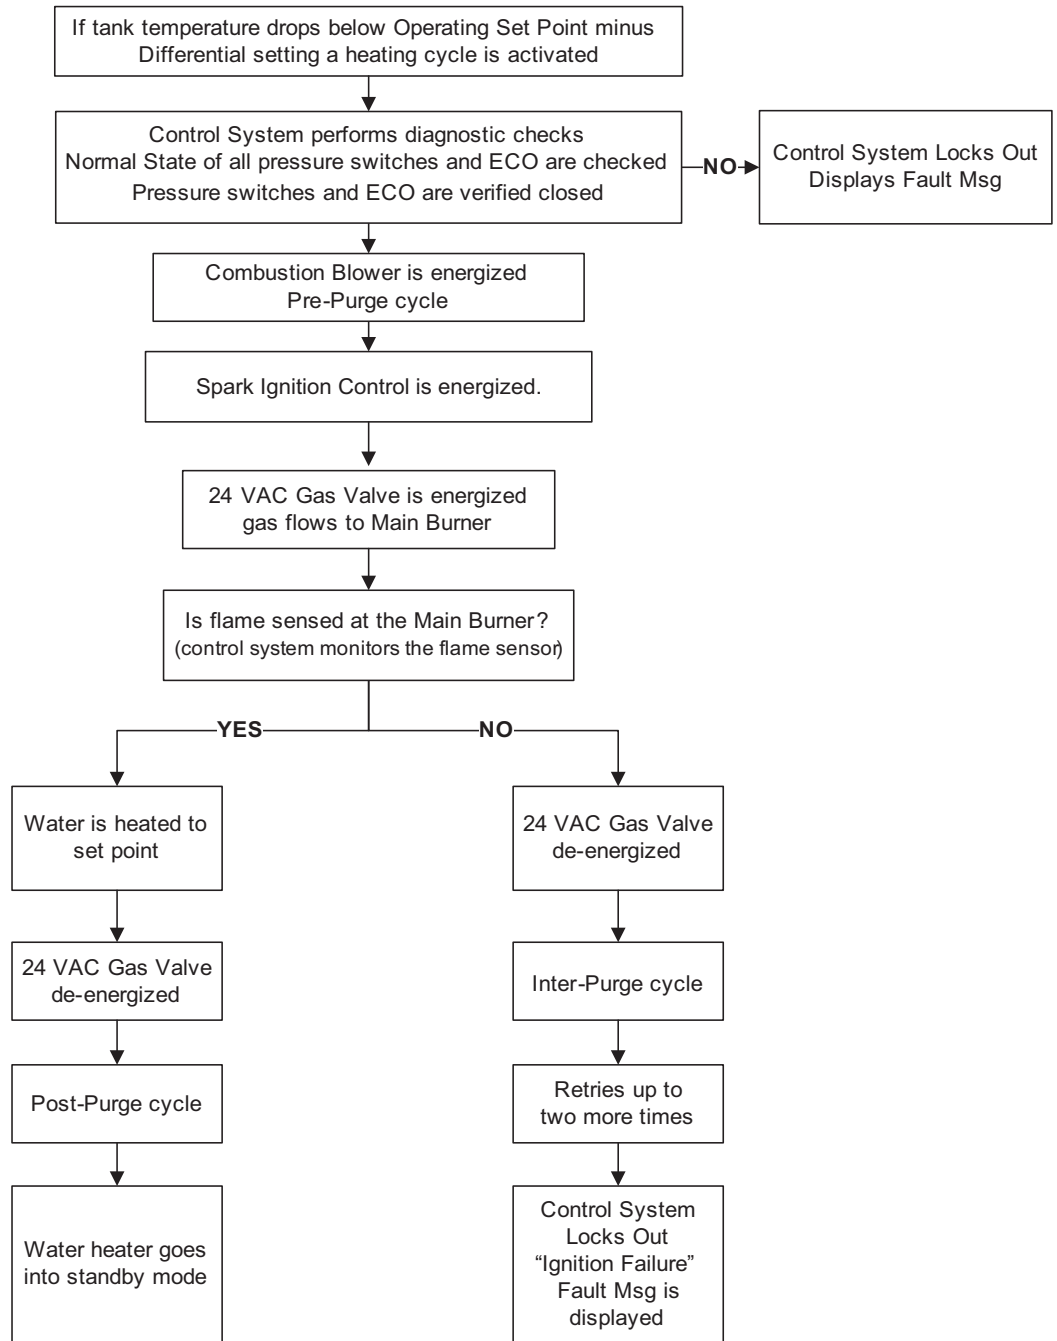 If tank temperature drops below Operating Set Point minus
Differential setting a heating cycle is activated
Control System performs diagnostic checks
Normal State of all pressure switches and ECO are checked
Pressure switches and ECO are verified closed
NO
Control System Locks Out
Displays Fault Msg
Combustion Blower is energized
Pre-Purge cycle
Spark Ignition Control is energized.
24 VAC Gas Valve is energized
gas flows to Main Burner
Is flame sensed at the Main Burner?
(control system monitors the flame sensor)
YES
NO
Water is heated to
set point
24 VAC Gas Valve
de-energized
Post-Purge cycle
Water heater goes
into standby mode
24 VAC Gas Valve
de-energized
Inter-Purge cycle
Retries up to
two more times
Control System
Locks Out
“Ignition Failure”
Fault Msg is
displayed